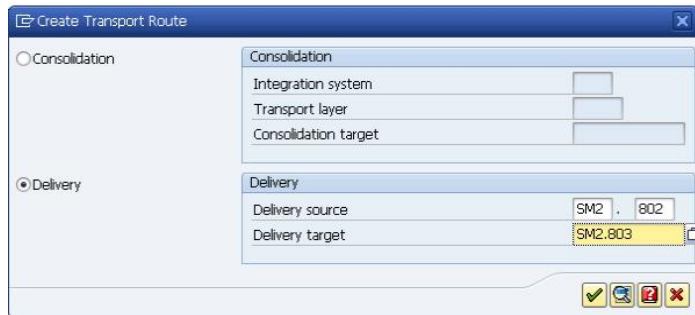 Create Transport Route
Consolidation
Consolidation
Integration system
Transport layer
Consolidation target
Delivery
Delivery
Delivery source SM2 . 802
Delivery target SM2.803